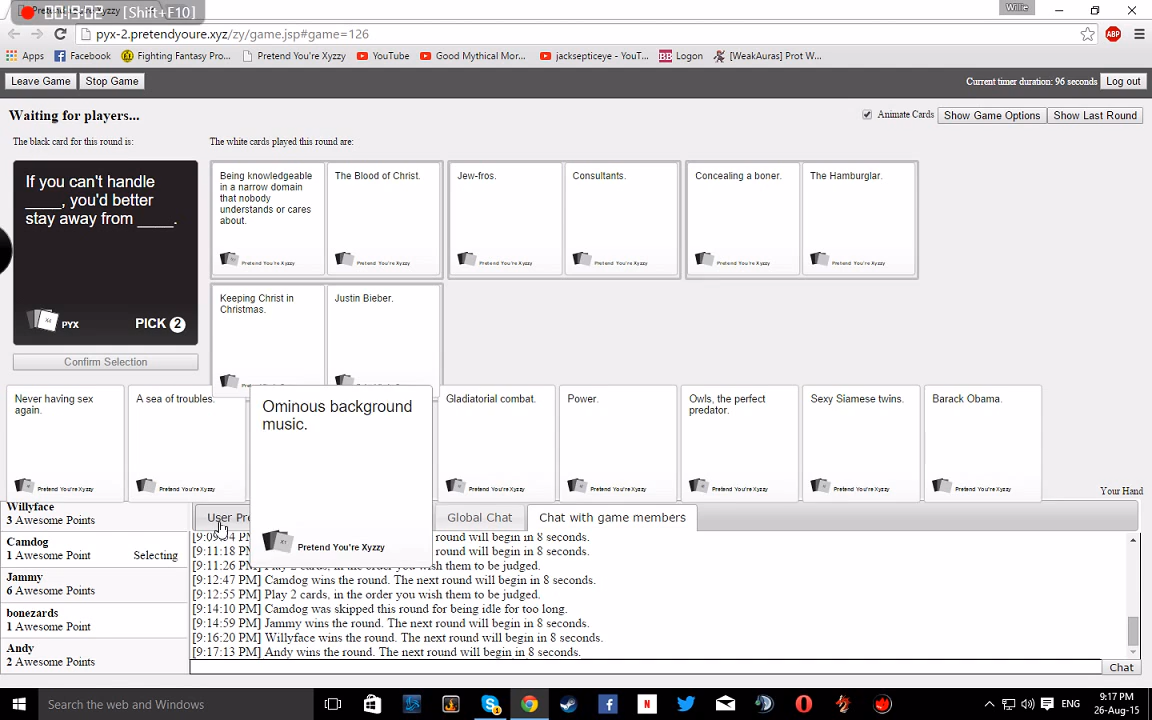 00:19:02 [Shift+F10]
Willie
pyx-2.pretendyoure.xyz/zy/game.jsp#game=126
ABP
Apps Facebook Fighting Fantasy Pro... Pretend You're Xyzzy YouTube Good Mythical Mor... jacksepticeye - YouT... Logon [WeakAuras] Prot W...
Leave Game Stop Game Current timer duration: 96 seconds Log out
Waiting for players... Animate Cards Show Game Options Show Last Round
The black card for this round is: The white cards played this round are:
If you can't handle
____, you'd better
stay away from ____.
PYX PICK 2
Confirm Selection
Being knowledgeable
in a narrow domain
that nobody
understands or cares
about.
Pretend You're Xyzzy
The Blood of Christ.
Pretend You're Xyzzy
Jew-fros.
Pretend You're Xyzzy
Consultants.
Pretend You're Xyzzy
Concealing a boner.
Pretend You're Xyzzy
The Hamburglar.
Pretend You're Xyzzy
Keeping Christ in
Christmas.
Justin Bieber.
Never having sex
again.
Pretend You're Xyzzy
A sea of troubles.
Pretend You're Xyzzy
Ominous background
music.
Pretend You're Xyzzy
Gladiatorial combat.
Pretend You're Xyzzy
Power.
Pretend You're Xyzzy
Owls, the perfect
predator.
Pretend You're Xyzzy
Sexy Siamese twins.
Pretend You're Xyzzy
Barack Obama.
Pretend You're Xyzzy
Your Hand
Willyface
3 Awesome Points
Camdog
1 Awesome Point Selecting
Jammy
6 Awesome Points
bonezards
1 Awesome Point
Andy
2 Awesome Points
User Pre Global Chat Chat with game members
round will begin in 8 seconds.
[9:11:18 PM] round will begin in 8 seconds.
[9:11:26 PM] Play 2 cards, in the order you wish them to be judged.
[9:12:47 PM] Camdog wins the round. The next round will begin in 8 seconds.
[9:12:55 PM] Play 2 cards, in the order you wish them to be judged.
[9:14:10 PM] Camdog was skipped this round for being idle for too long.
[9:14:59 PM] Jammy wins the round. The next round will begin in 8 seconds.
[9:16:20 PM] Willyface wins the round. The next round will begin in 8 seconds.
[9:17:13 PM] Andy wins the round. The next round will begin in 8 seconds.
Chat
Search the web and Windows
ENG
9:17 PM
26-Aug-15